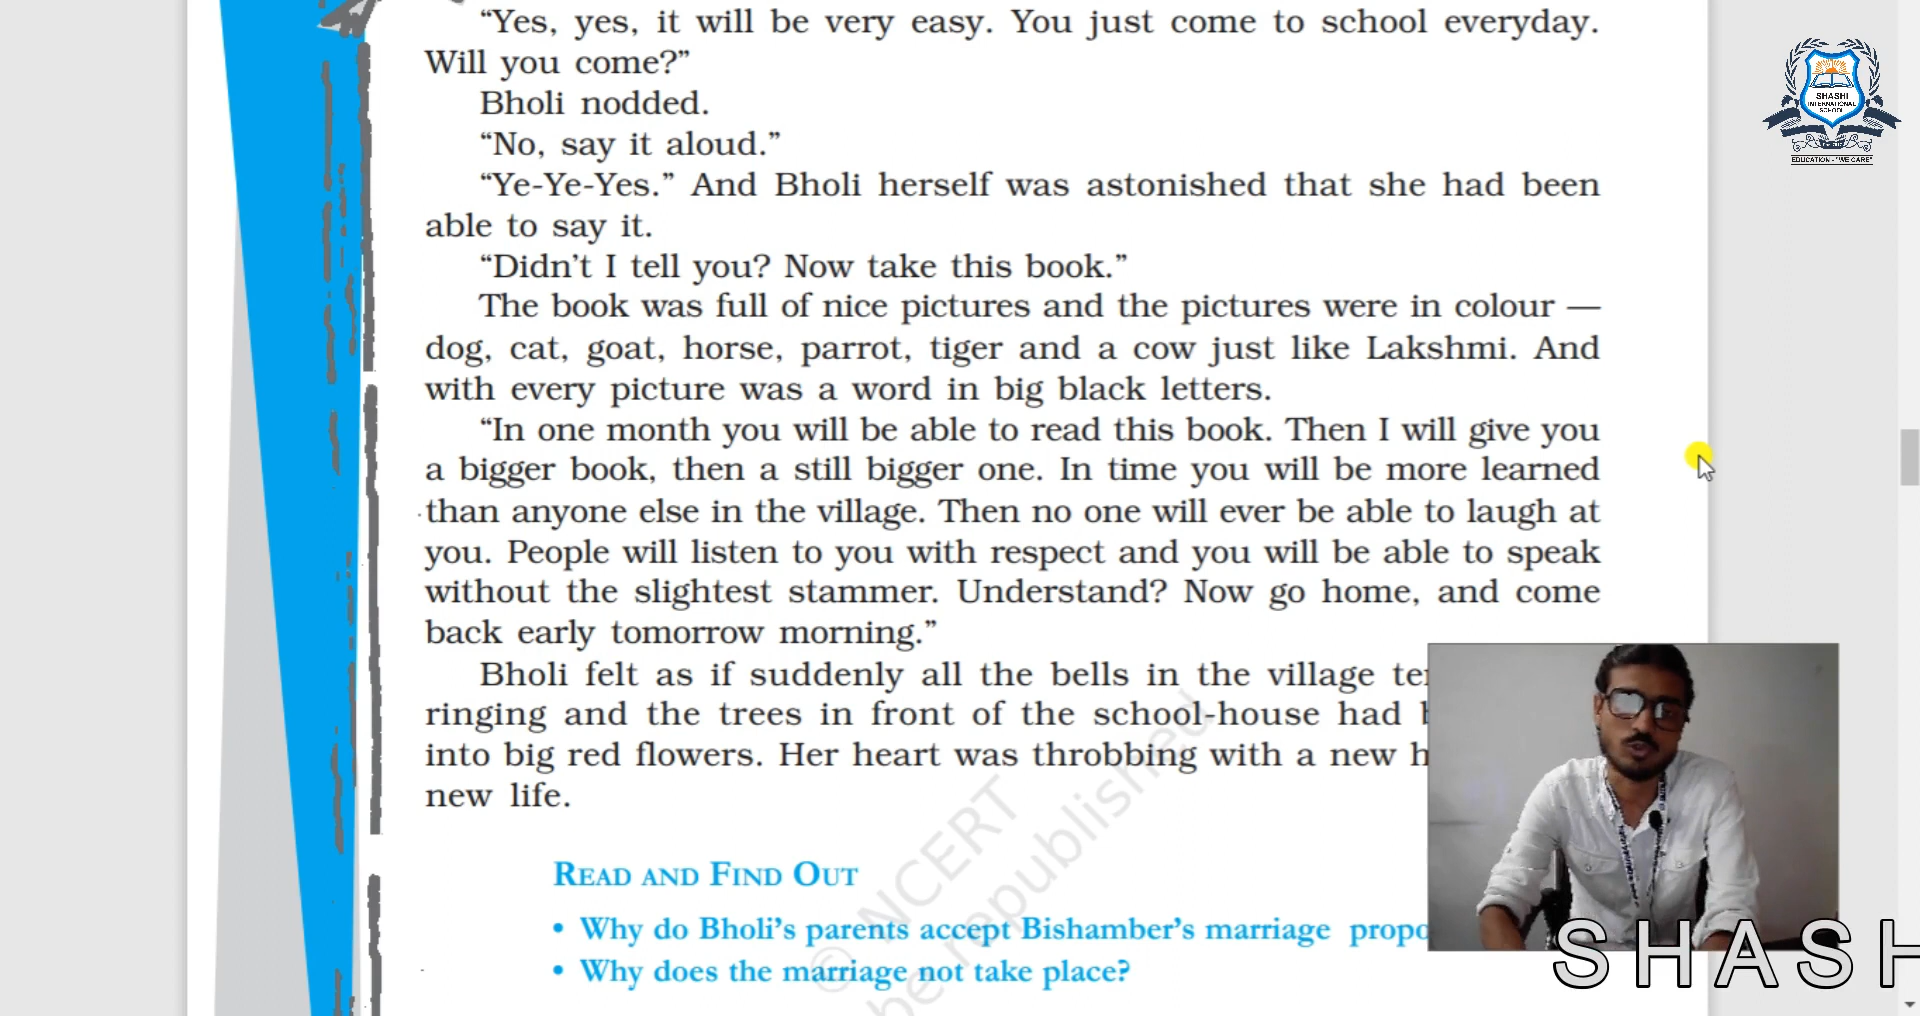 “Yes, yes, it will be very easy. You just come to school everyday.
Will you come?”
Bholi nodded.
“No, say it aloud.”
“Ye-Ye-Yes.” And Bholi herself was astonished that she had been
able to say it.
“Didn’t I tell you? Now take this book.”
The book was full of nice pictures and the pictures were in colour —
dog, cat, goat, horse, parrot, tiger and a cow just like Lakshmi. And
with every picture was a word in big black letters.
“In one month you will be able to read this book. Then I will give you
a bigger book, then a still bigger one. In time you will be more learned
than anyone else in the village. Then no one will ever be able to laugh at
you. People will listen to you with respect and you will be able to speak
without the slightest stammer. Understand? Now go home, and come
back early tomorrow morning.”
Bholi felt as if suddenly all the bells in the village
ringing and the trees in front of the school-house had
into big red flowers. Her heart was throbbing with a new
new life.
READ AND FIND OUT
• Why do Bholi’s parents accept Bishamber’s marriage
• Why does the marriage not take place?
© NCERT
be republished
SHASHI
INTERNATIONAL
SCHOOL
EDUCATION - "WE CARE"
SHASH